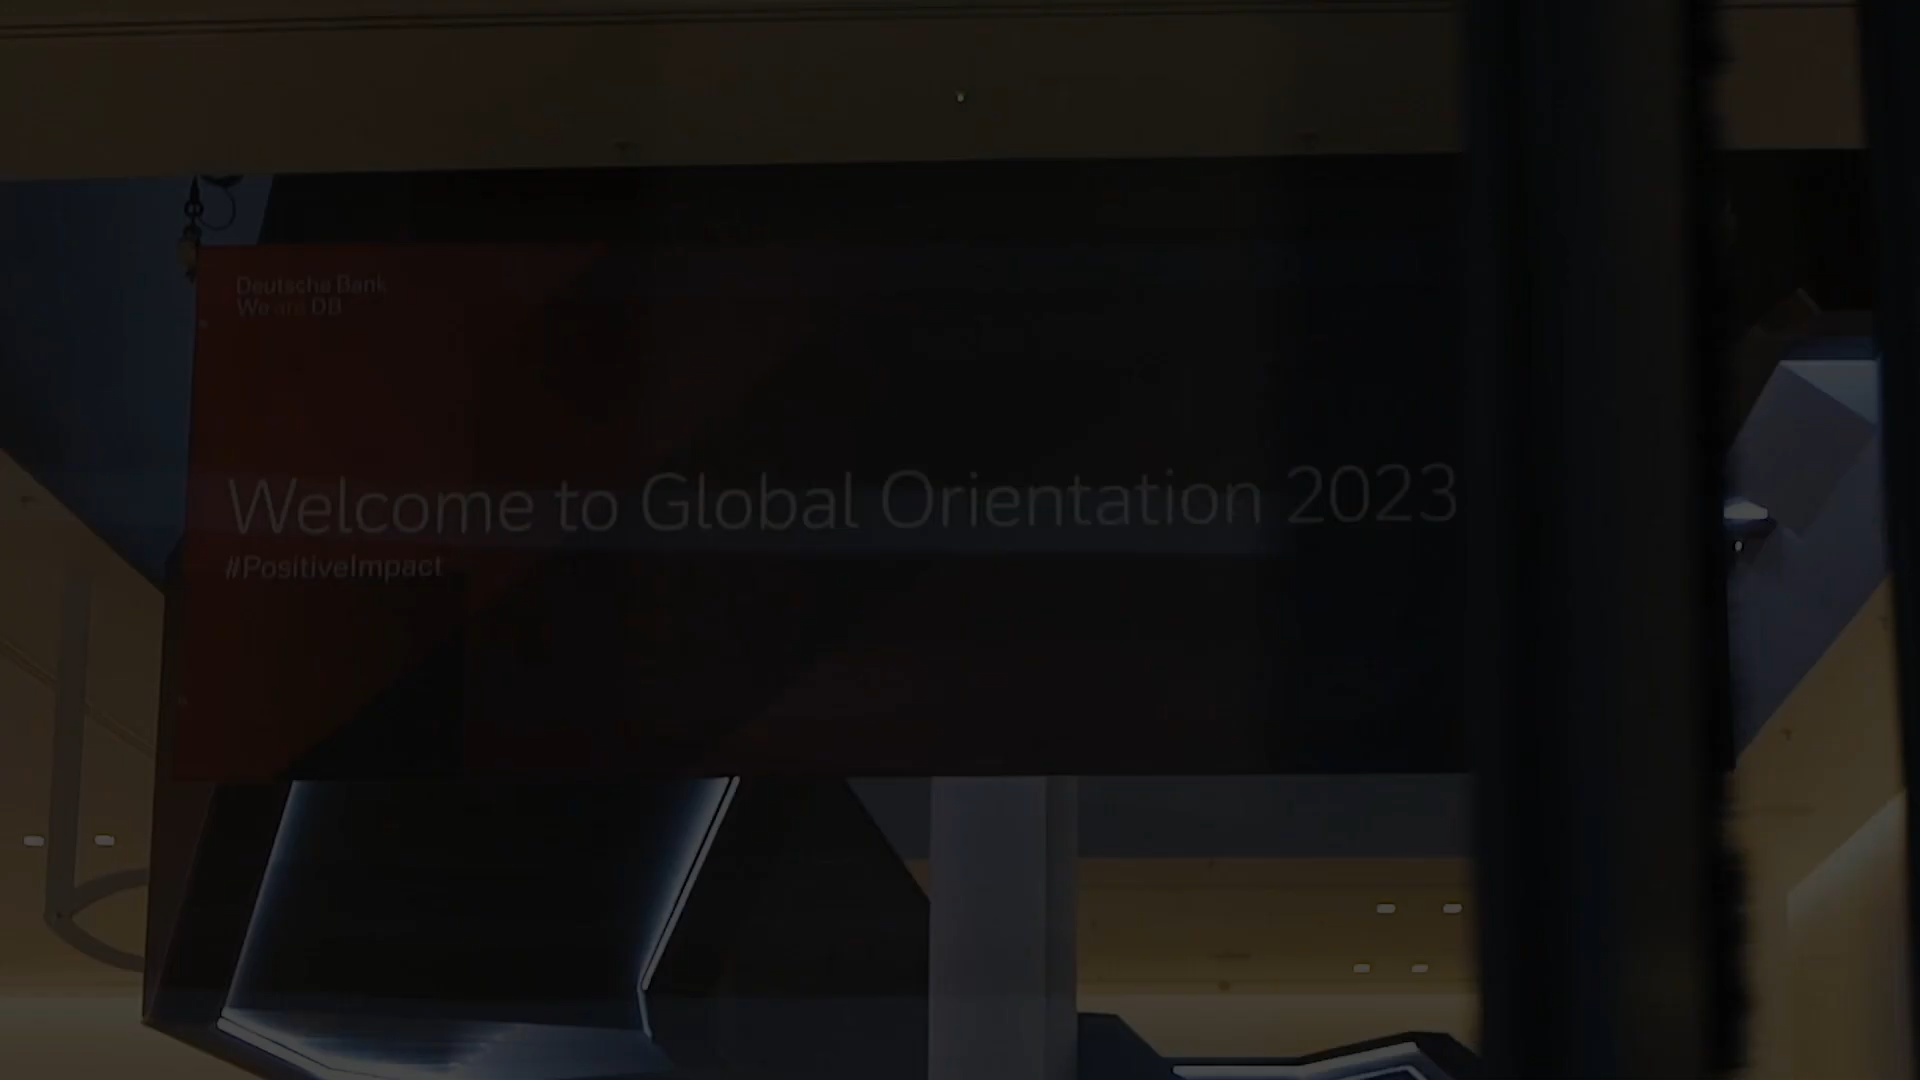 Deutsche Bank
We are DB
Welcome to Global Orientation 2023
#PositiveImpact